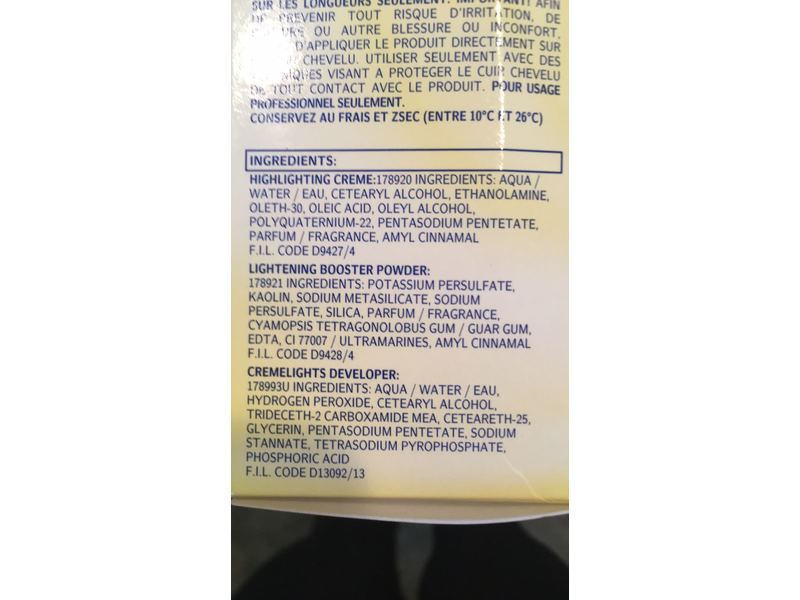 SUR LES LONGUEURS SEULEMENT. IMPORTANT! AFIN
DE PREVENIR TOUT RISQUE D'IRRITATION, DE
OU AUTRE BLESSURE OU INCONFORT,
D'APPLIQUER LE PRODUIT DIRECTEMENT SUR
CHEVELU. UTILISER SEULEMENT AVEC DES
VISANT A PROTEGER LE CUIR CHEVELU
DE TOUT CONTACT AVEC LE PRODUIT. POUR USAGE
PROFESSIONNEL SEULEMENT.
CONSERVEZ AU FRAIS ET ZSEC (ENTRE 10°C ET 26°C)
INGREDIENTS:
HIGHLIGHTING CREME:178920 INGREDIENTS: AQUA /
WATER / EAU, CETEARYL ALCOHOL, ETHANOLAMINE,
OLETH-30, OLEIC ACID, OLEYL ALCOHOL,
POLYQUATERNIUM-22, PENTASODIUM PENTETATE,
PARFUM / FRAGRANCE, AMYL CINNAMAL
F.I.L. CODE D9427/4
LIGHTENING BOOSTER POWDER:
178921 INGREDIENTS: POTASSIUM PERSULFATE,
KAOLIN, SODIUM METASILICATE, SODIUM
PERSULFATE, SILICA, PARFUM / FRAGRANCE,
CYAMOPSIS TETRAGONOLOBUS GUM / GUAR GUM,
EDTA, CI 77007 / ULTRAMARINES, AMYL CINNAMAL
F.I.L. CODE D9428/4
CREMELIGHTS DEVELOPER:
178993U INGREDIENTS: AQUA / WATER / EAU,
HYDROGEN PEROXIDE, CETEARYL ALCOHOL,
TRIDECETH-2 CARBOXAMIDE MEA, CETEARETH-25,
GLYCERIN, PENTASODIUM PENTETATE, SODIUM
STANNATE, TETRASODIUM PYROPHOSPHATE,
PHOSPHORIC ACID
F.I.L. CODE D13092/13